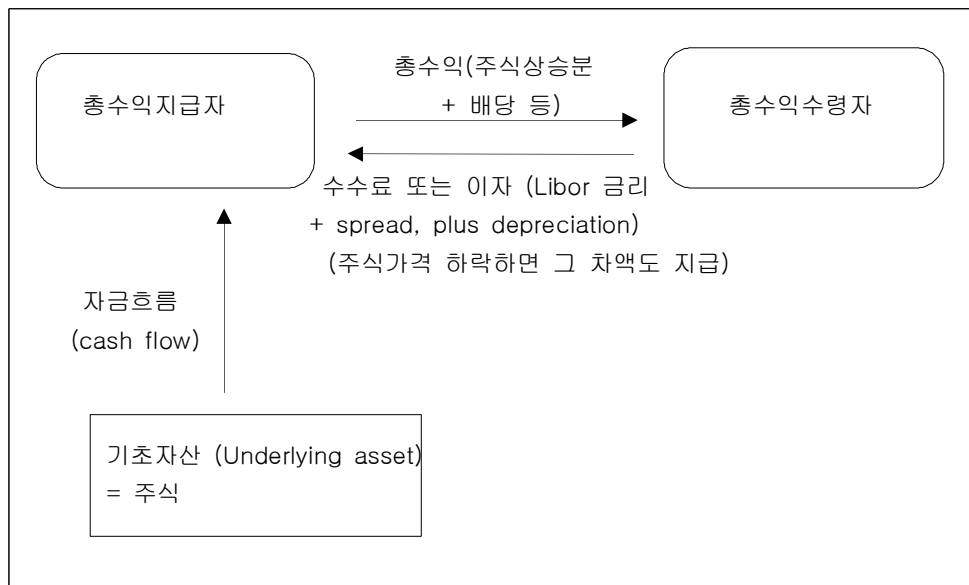 총수익지급자
총수익(주식상승분
+ 배당 등)
총수익수령자
수수료 또는 이자 (Libor 금리
+ spread, plus depreciation)
(주식가격 하락하면 그 차액도 지급)
자금흐름
(cash flow)
기초자산 (Underlying asset)
= 주식